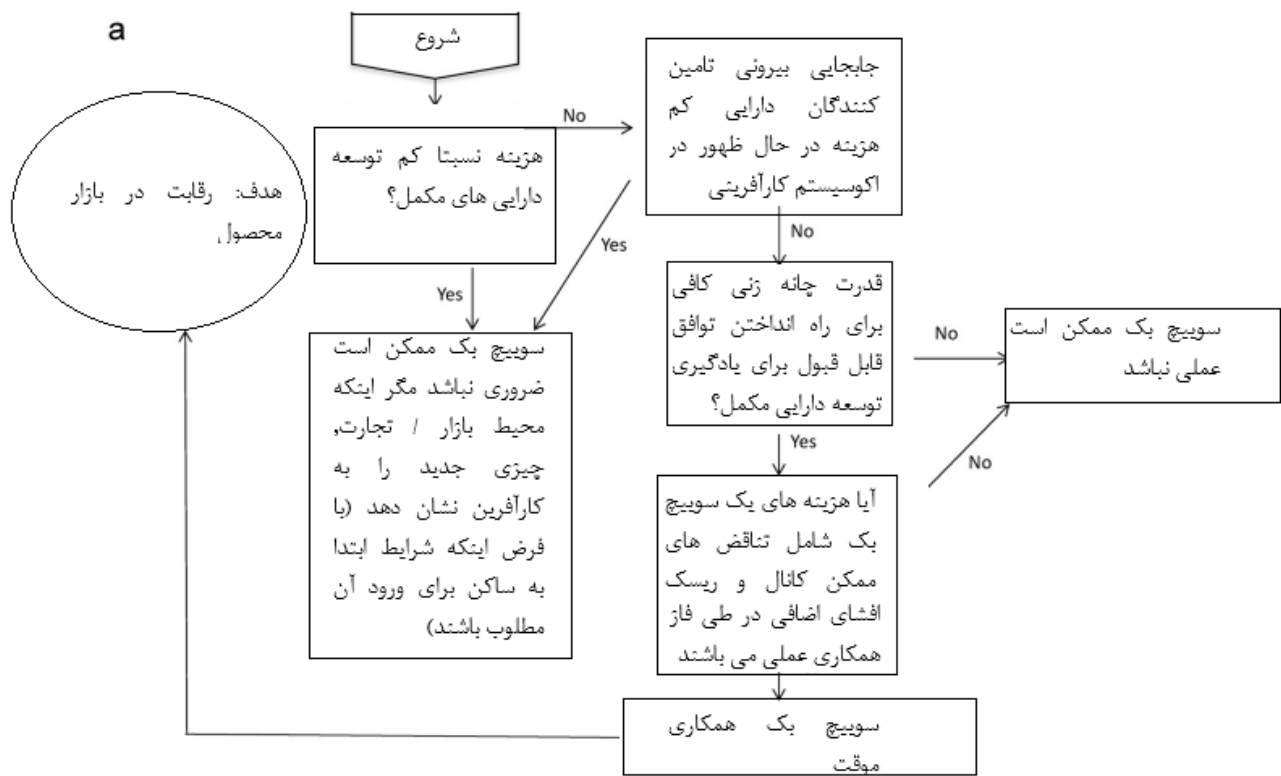 a
شروع
No
جابجایی بیرونی تامین
کنندگان دارایی کم
هزینه در حال ظهور در
اکوسیستم کارآفرینی
هزینه نسبتا کم توسعه
دارایی های مکمل؟
هدف: رقابت در بازار
محصول
Yes
Yes
No
قدرت چانه زنی کافی
برای راه انداختن توافق
قابل قبول برای یادگیری
توسعه دارایی مکمل؟
No
سوییچ بک ممکن است
عملی نباشد
سوییچ بک ممکن است
ضروری نباشد مگر اینکه
محیط بازار / تجارت,
چیزی جدید را به
کارآفرین نشان دهد (با
فرض اینکه شرایط ابتدا
به ساکن برای ورود آن
مطلوب باشند)
Yes
No
آیا هزینه های یک سوییچ
بک شامل تناقض های
ممکن کانال و ریسک
افشای اضافی در طی فاز
همکاری عملی می باشند
سوییچ بک همکاری
موقت